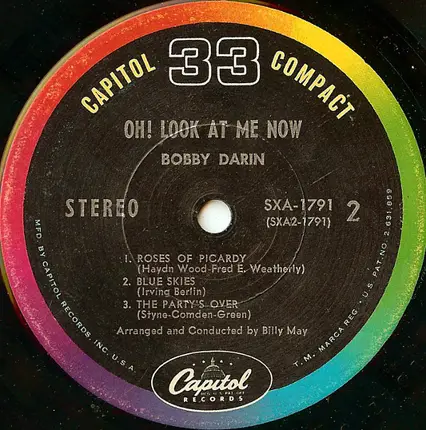 CAPITOL 33 COMPACT
OH! LOOK AT ME NOW
BOBBY DARIN
STEREO
SXA-1791
(SXA2-1791)
2
1. ROSES OF PICARDY
(Haydn Wood-Fred E. Weatherly)
2. BLUE SKIES
(Irving Berlin)
3. THE PARTY'S OVER
(Styne-Comden-Green)
Arranged and Conducted by Billy May
Capitol
RECORDS
MFD. BY CAPITOL RECORDS, INC. U.S.A.
T.M. MARCA REG. • U.S. PAT. NO. 2,631,859